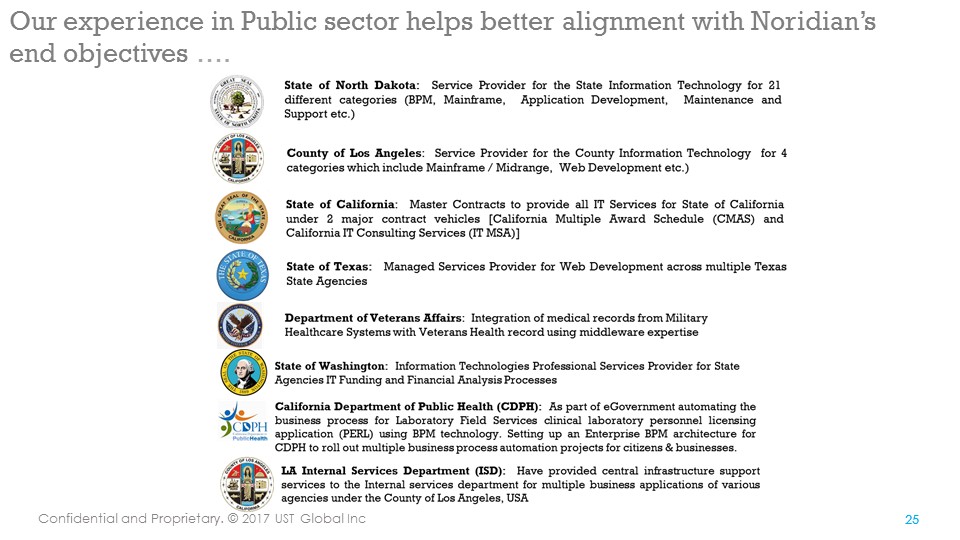 Our experience in Public sector helps better alignment with Noridian's
end objectives ....
State of North Dakota: Service Provider for the State Information Technology for 21
different categories (BPM, Mainframe, Application Development, Maintenance and
Support etc.)
County of Los Angeles: Service Provider for the County Information Technology for 4
categories which include Mainframe / Midrange, Web Development etc.)
State of California: Master Contracts to provide all IT Services for State of California
under 2 major contract vehicles [California Multiple Award Schedule (CMAS) and
California IT Consulting Services (IT MSA)]
State of Texas: Managed Services Provider for Web Development across multiple Texas
State Agencies
Department of Veterans Affairs: Integration of medical records from Military
Healthcare Systems with Veterans Health record using middleware expertise
State of Washington: Information Technologies Professional Services Provider for State
Agencies IT Funding and Financial Analysis Processes
CDPH
PublicHealth
California Department of Public Health (CDPH): As part of eGovernment automating the
business process for Laboratory Field Services clinical laboratory personnel licensing
application (PERL) using BPM technology. Setting up an Enterprise BPM architecture for
CDPH to roll out multiple business process automation projects for citizens & businesses.
LA Internal Services Department (ISD): Have provided central infrastructure support
services to the Internal services department for multiple business applications of various
agencies under the County of Los Angeles, USA
Confidential and Proprietary. © 2017 UST Global Inc
25